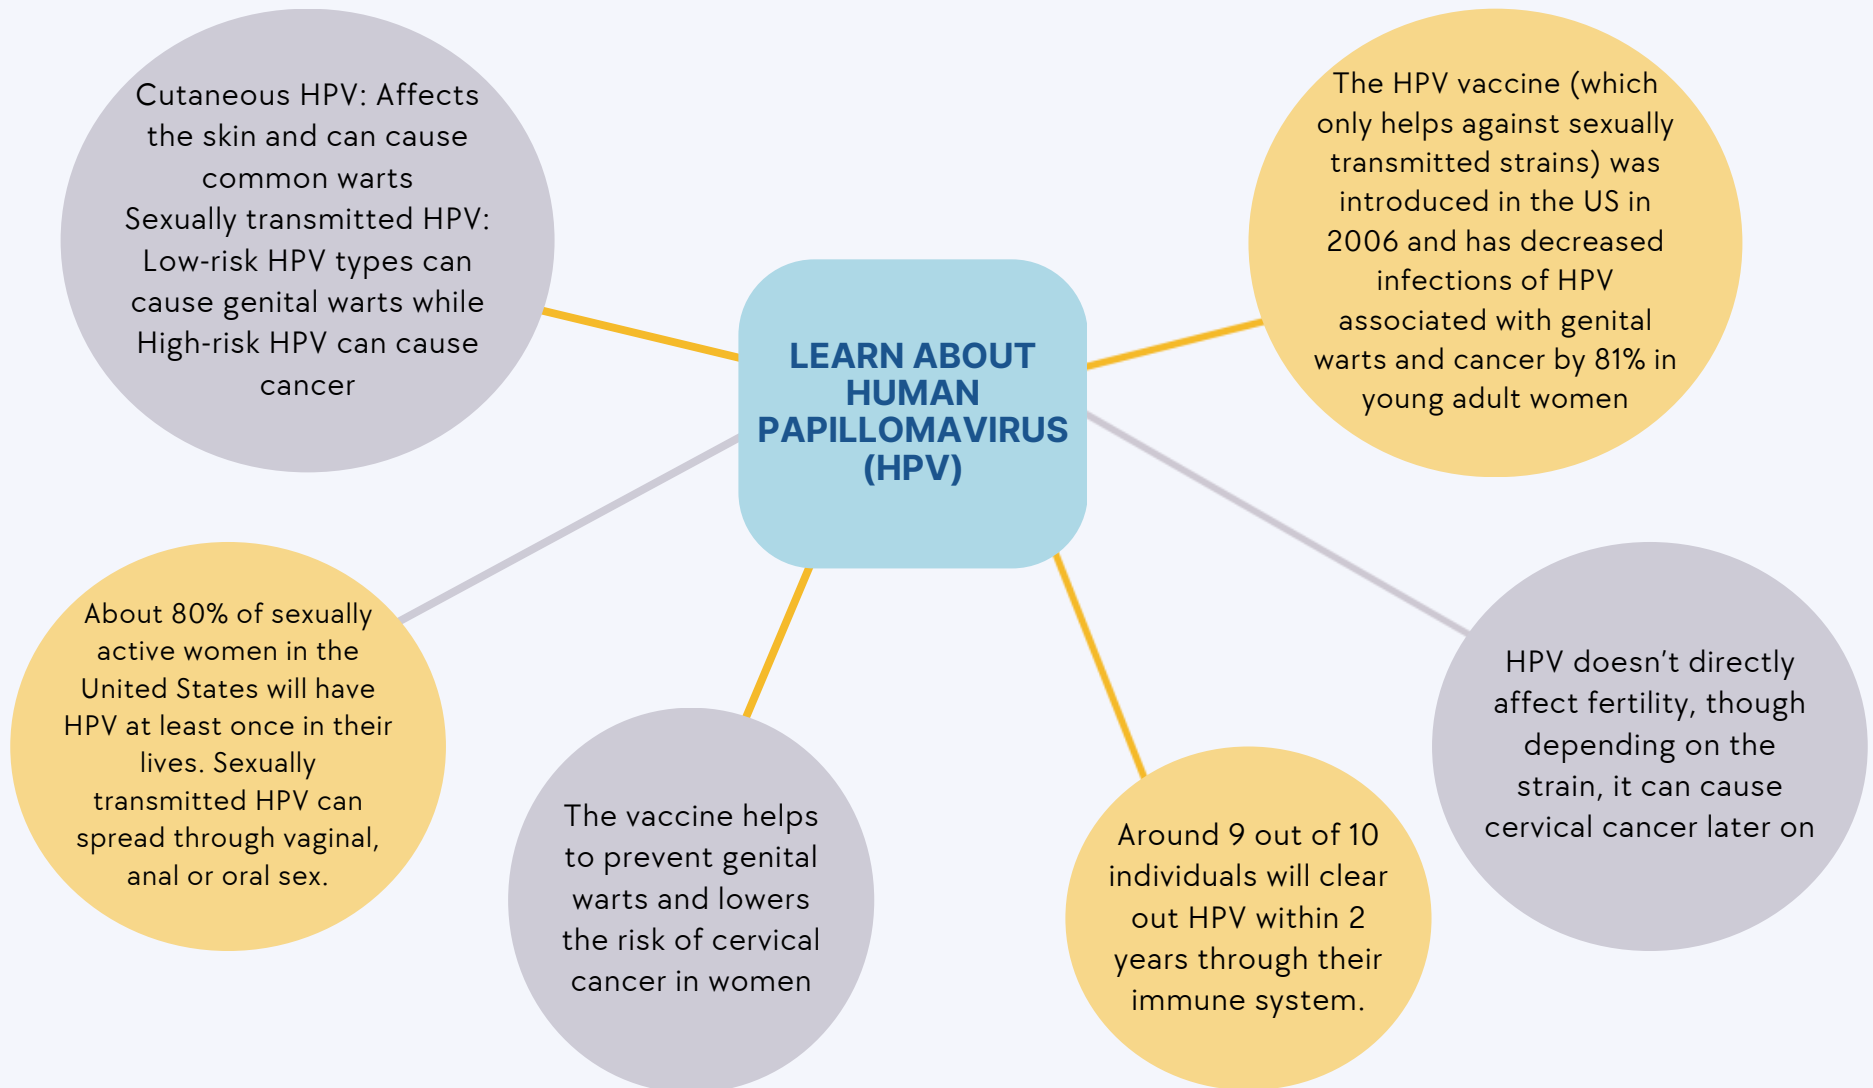 Cutaneous HPV: Affects
the skin and can cause
common warts
Sexually transmitted HPV:
Low-risk HPV types can
cause genital warts while
High-risk HPV can cause
cancer
The HPV vaccine (which
only helps against sexually
transmitted strains) was
introduced in the US in
2006 and has decreased
infections of HPV
associated with genital
warts and cancer by 81% in
young adult women
LEARN ABOUT
HUMAN
PAPILLOMAVIRUS
(HPV)
About 80% of sexually
active women in the
United States will have
HPV at least once in their
lives. Sexually
transmitted HPV can
spread through vaginal,
anal or oral sex.
The vaccine helps
to prevent genital
warts and lowers
the risk of cervical
cancer in women
Around 9 out of 10
individuals will clear
out HPV within 2
years through their
immune system.
HPV doesn't directly
affect fertility, though
depending on the
strain, it can cause
cervical cancer later on